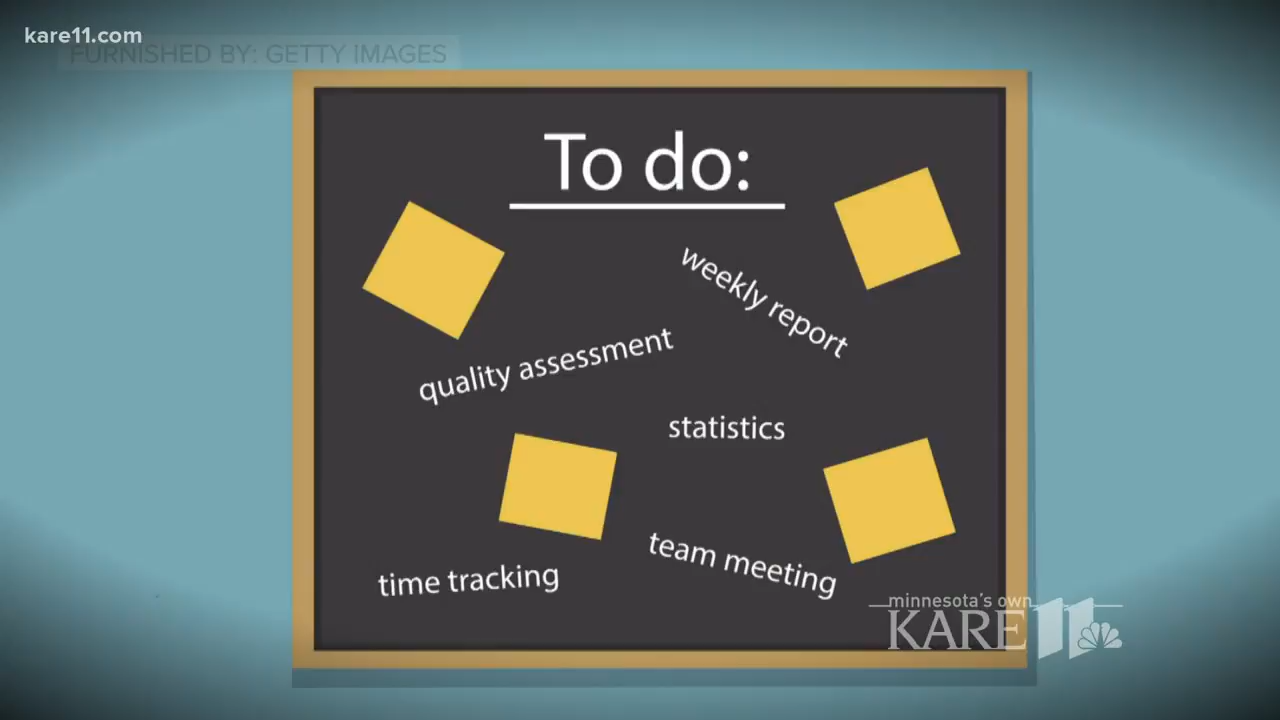 kare11.com
FURNISHED BY: GETTY IMAGES
To do:
weekly report
quality assessment
statistics
team meeting
time tracking
minnesota's own
KARE 11